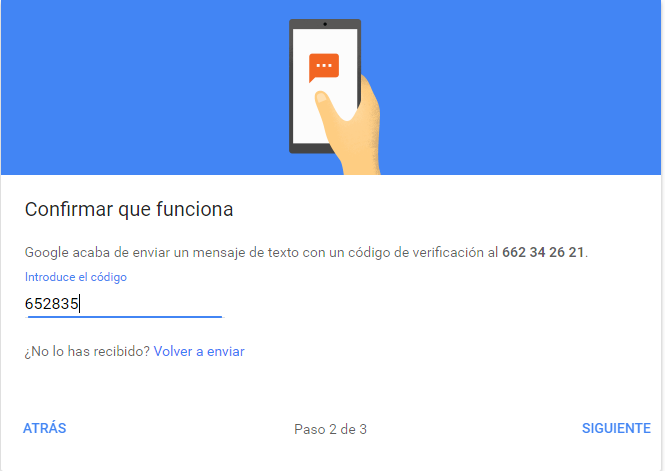 Confirmar que funciona
Google acaba de enviar un mensaje de texto con un código de verificación al 662 34 26 21.
Introduce el código
652835
¿No lo has recibido? Volver a enviar
ATRÁS Paso 2 de 3 SIGUIENTE